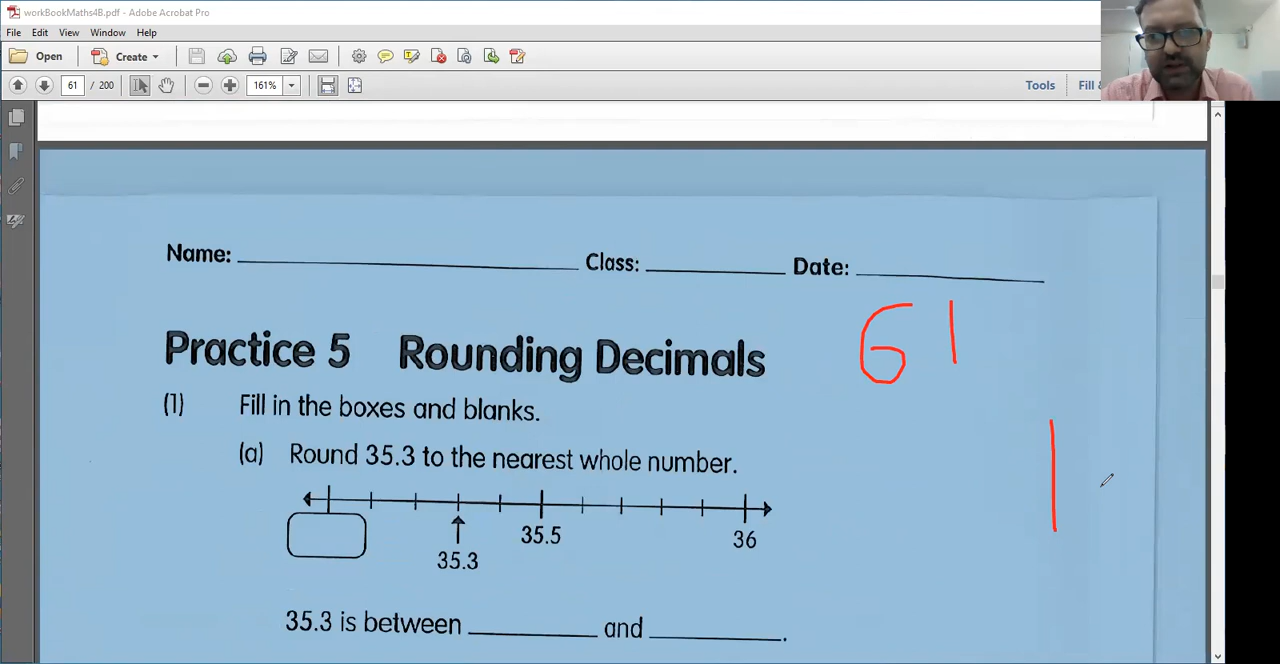 workBookMaths4B.pdf - Adobe Acrobat Pro
File Edit View Window Help
Open Create
61 / 200 161% Tools Fill &
Name: Class: Date:
61
Practice 5 Rounding Decimals
(1) Fill in the boxes and blanks.
(a) Round 35.3 to the nearest whole number.
35.5 36
35.3
35.3 is between and .